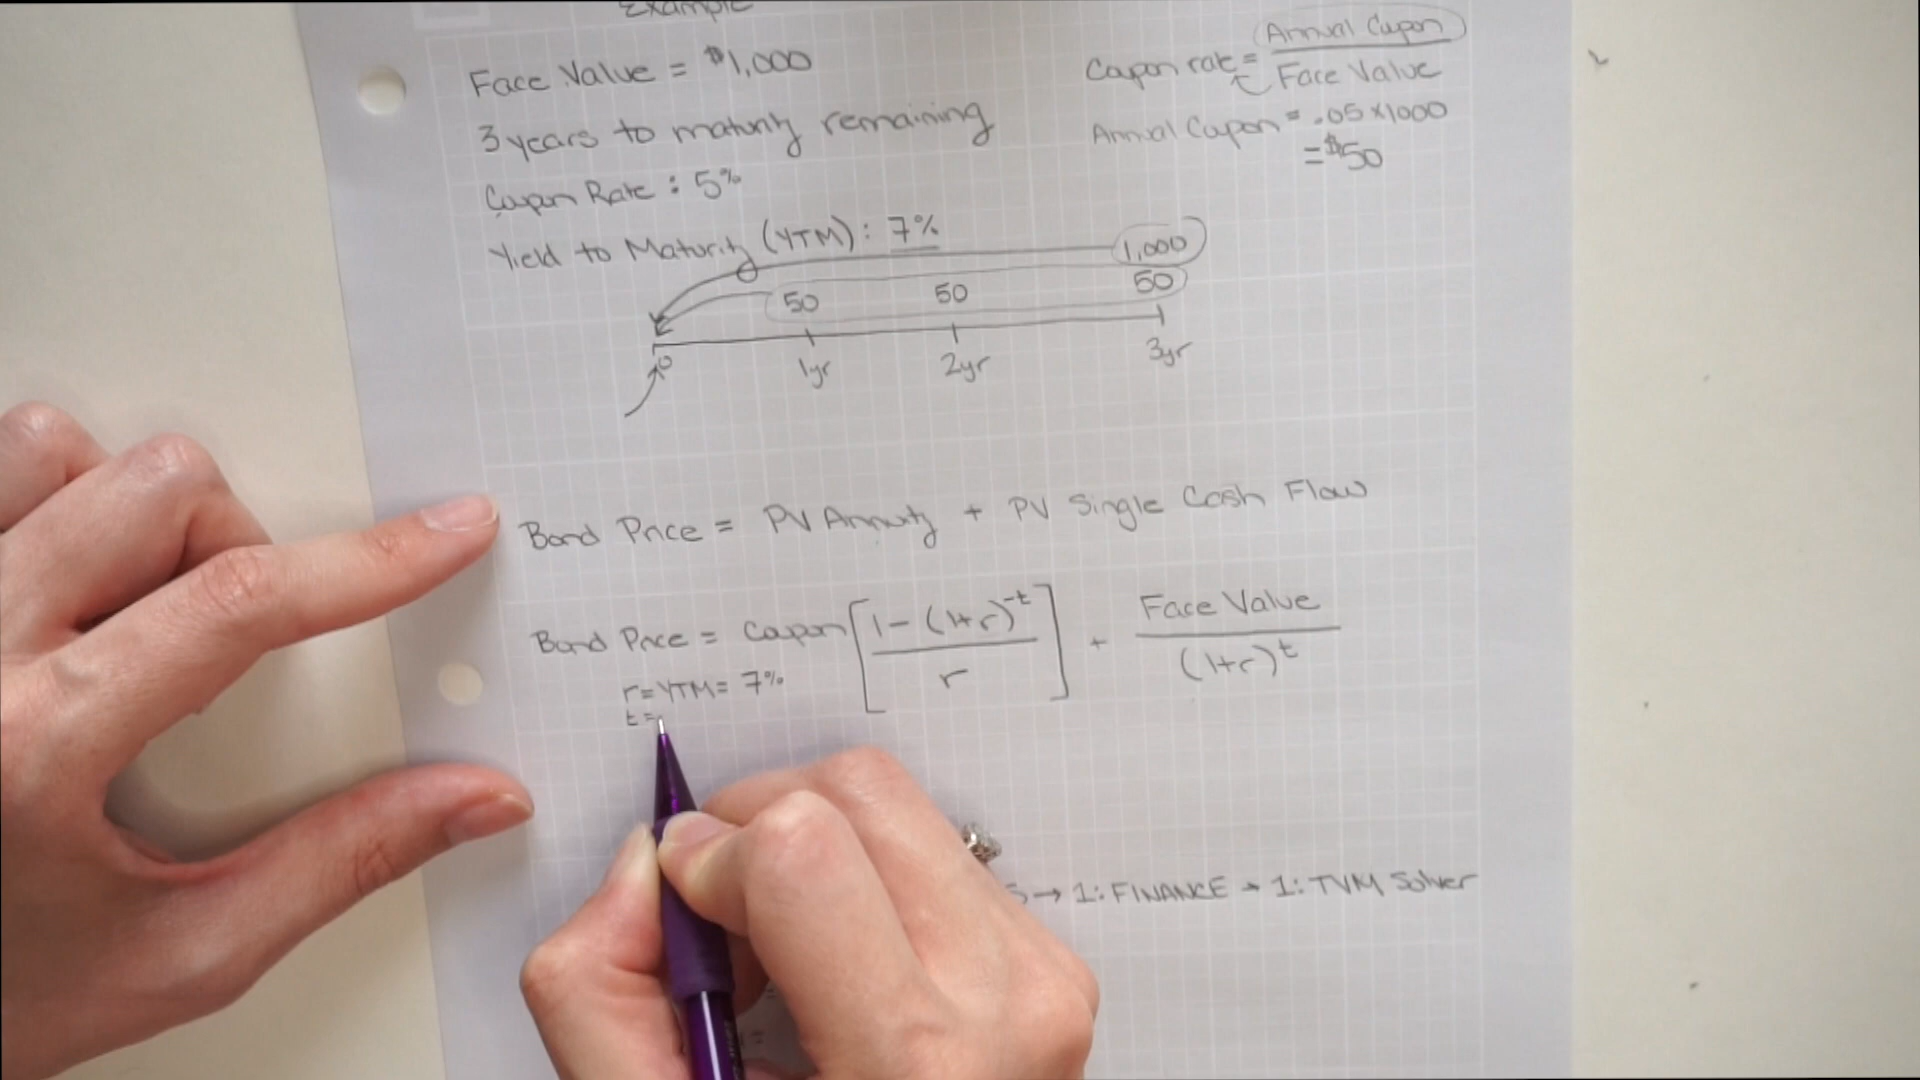 Example
Face Value = $1,000
3 years to maturity remaining
Coupon Rate : 5%
Yield to Maturity (YTM) : 7%
Coupon rate = Annual Coupon / Face Value
Annual Coupon = .05 x 1000
= $50
1,000
50 50 50
0 1yr 2yr 3yr
Bond Price = PV Annuity + PV Single Cash Flow
Bond Price = Coupon [ 1 - (1+r)^-t / r ] + Face Value / (1+r)^t
r = YTM = 7%
t =
S → 1: FINANCE → 1: TVM Solver